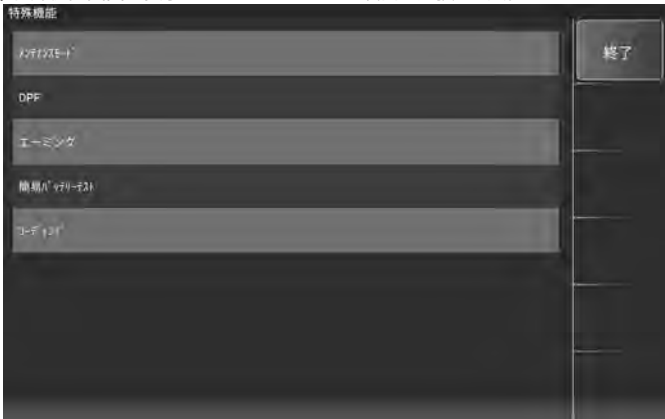 特殊機能
ﾒﾝﾃﾅﾝｽﾓｰﾄﾞ
終了
DPF
エーミング
簡易ﾊﾞｯﾃﾘｰﾃｽﾄ
ｺｰﾃﾞｨﾝｸﾞ